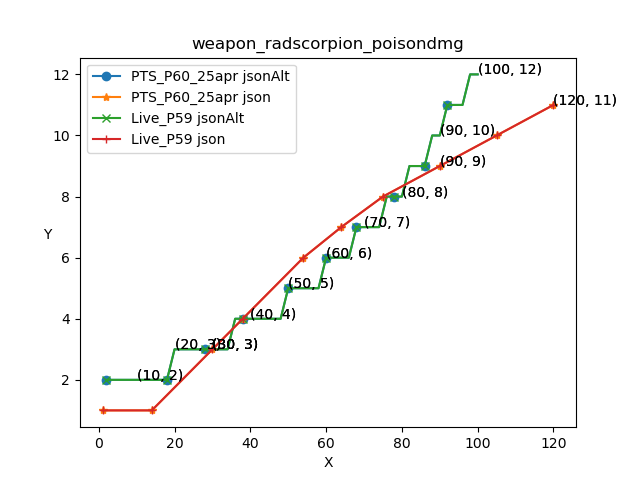 weapon_radscorpion_poisondmg
PTS_P60_25apr jsonAlt
PTS_P60_25apr json
Live_P59 jsonAlt
Live_P59 json
(100, 12)
(120, 11)
(90, 10)
(90, 9)
(80, 8)
(70, 7)
(60, 6)
(50, 5)
(40, 4)
(20, 3)
(30, 3)
(10, 2)
12
10
8
6
4
2
Y
0 20 40 60 80 100 120
X